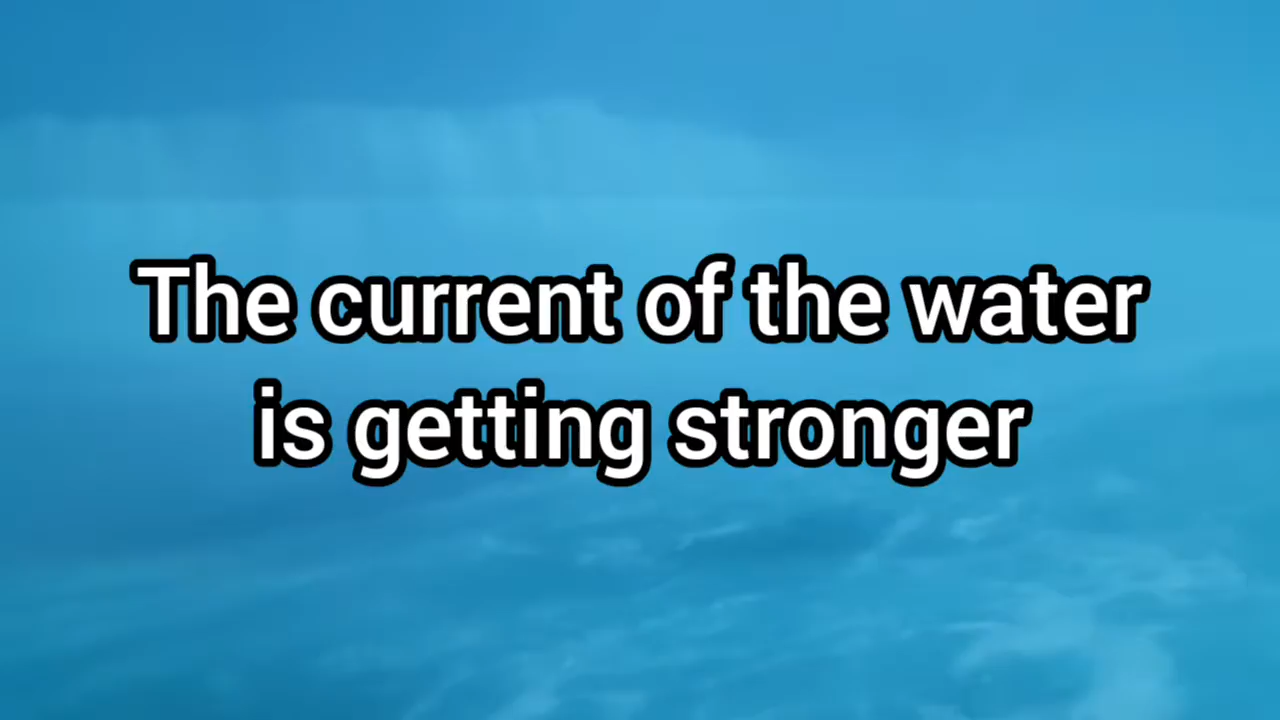 The current of the water
is getting stronger